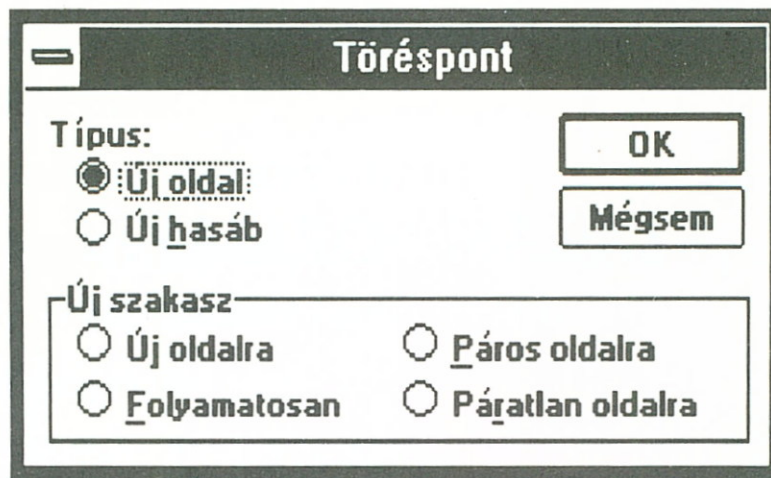 Töréspont
Típus:
OK
Új oldal
Új hasáb
Mégsem
Új szakasz
Új oldalra
Páros oldalra
Folyamatosan
Páratlan oldalra